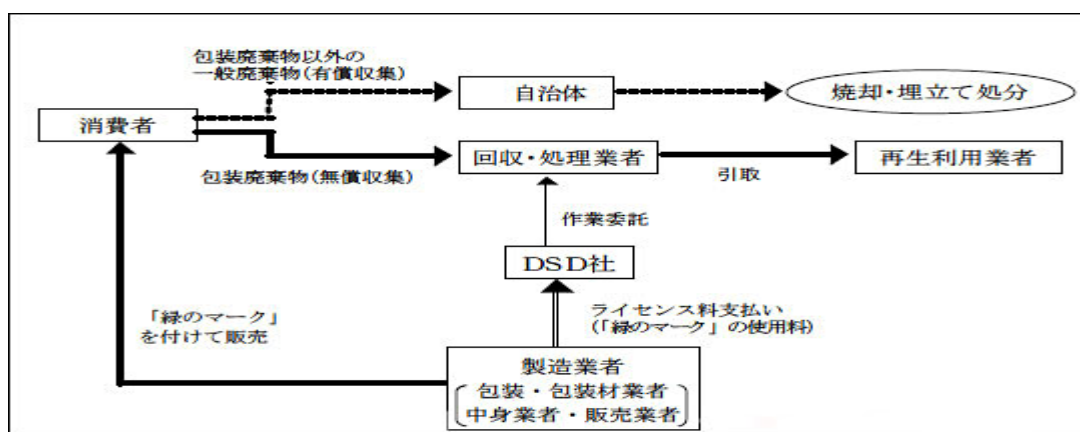 包装廃棄物以外の
一般廃棄物(有償収集)
自治体
焼却・埋立て処分
消費者
回収・処理業者
再生利用業者
包装廃棄物(無償収集)
引取
作業委託
DSD社
「緑のマーク」
を付けて販売
ライセンス料支払い
(「緑のマーク」の使用料)
製造業者
包装・包装材業者
中身業者・販売業者